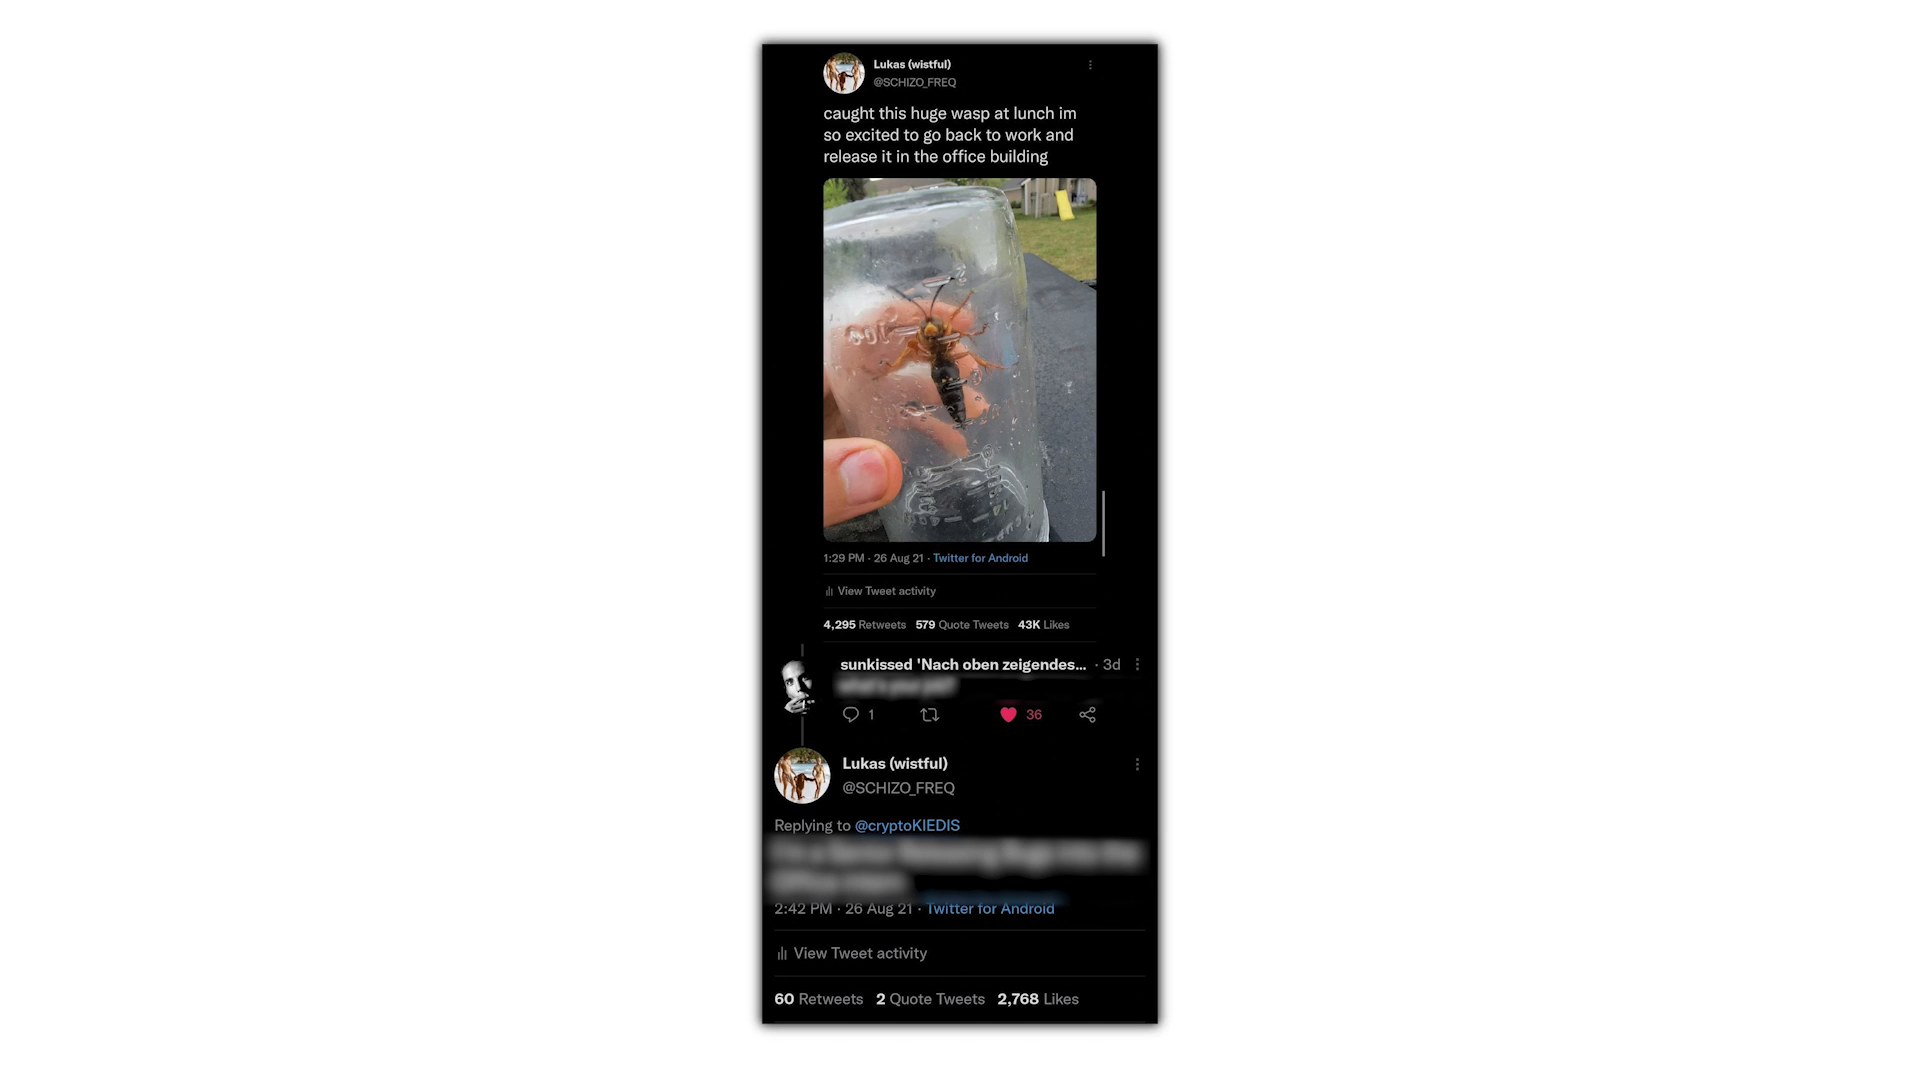 Lukas (wistful)
@SCHIZO_FREQ
caught this huge wasp at lunch im
so excited to go back to work and
release it in the office building
1:29 PM · 26 Aug 21 · Twitter for Android
View Tweet activity
4,295 Retweets 579 Quote Tweets 43K Likes
sunkissed 'Nach oben zeigendes... · 3d
1 36
Lukas (wistful)
@SCHIZO_FREQ
Replying to @cryptoKIEDIS
2:42 PM · 26 Aug 21 · Twitter for Android
View Tweet activity
60 Retweets 2 Quote Tweets 2,768 Likes